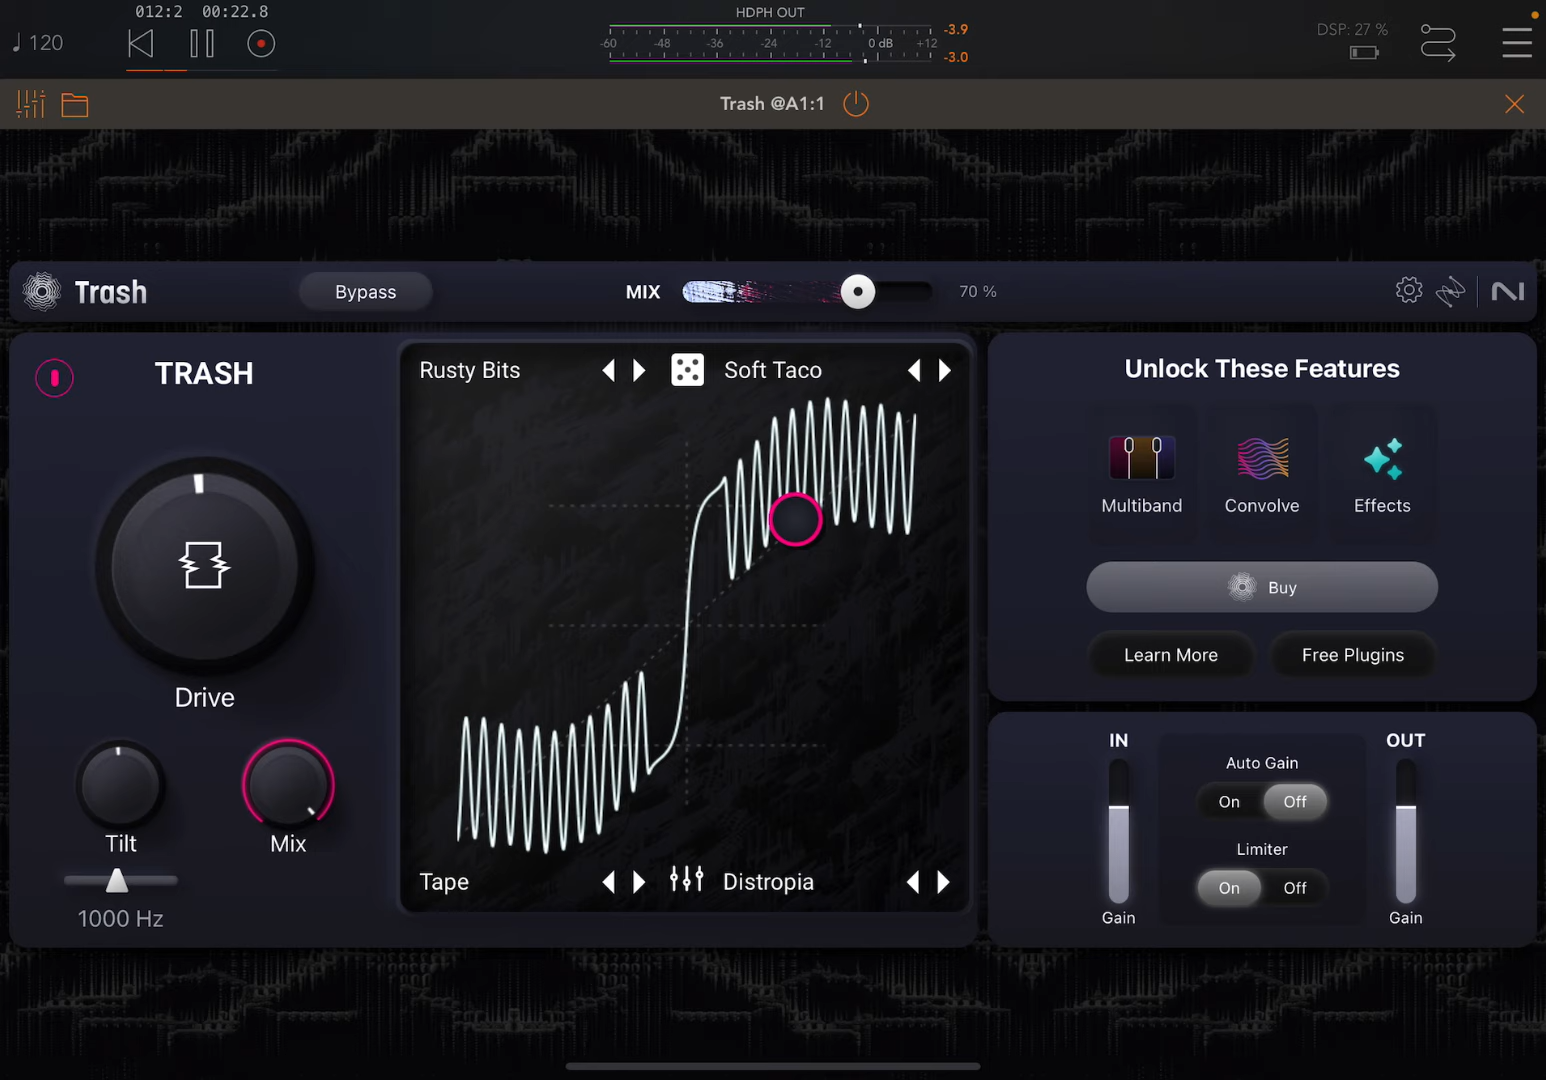 012:2 00:22.8
HDPH OUT
120
-60 -48 -36 -24 -12 0 dB +12
-3.9
-3.0
DSP: 27 %
Trash @A1:1
Trash
Bypass
MIX
70 %
TRASH
Rusty Bits
Soft Taco
Unlock These Features
Multiband
Convolve
Effects
Buy
Learn More
Free Plugins
Drive
Tilt
Mix
1000 Hz
Tape
Distropia
IN
Auto Gain
OUT
On Off
Limiter
On Off
Gain
Gain